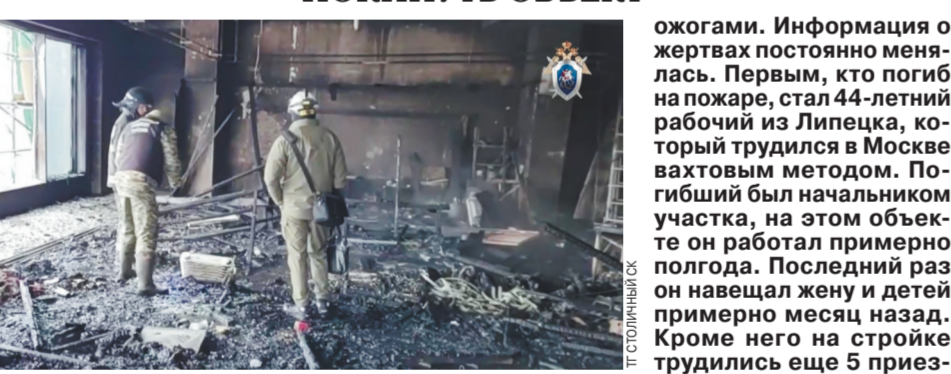 ожогами. Информация о
жертвах постоянно меня-
лась. Первым, кто погиб
на пожаре, стал 44-летний
рабочий из Липецка, ко-
торый трудился в Москве
вахтовым методом. По-
гибший был начальником
участка, на этом объек-
те он работал примерно
полгода. Последний раз
он навещал жену и детей
примерно месяц назад.
Кроме него на стройке
трудились еще 5 приез-
ТГ СТОЛИЧНЫЙ СК